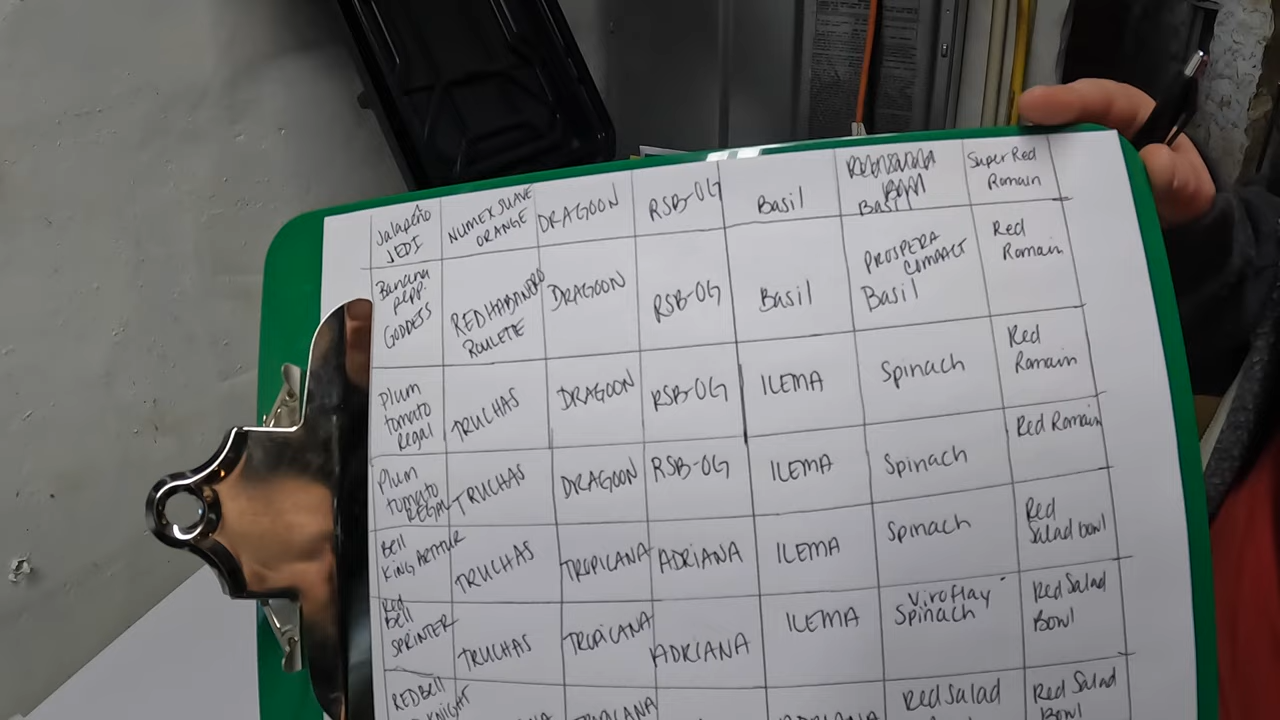 Jalapeño
JEDI
NUMEX SUAVE
ORANGE
DRAGOON
RSB-OG
Basil
Basil
Super Red
Romain
Banana
pepp.
GODDESS
RED HABANERO
ROULETE
DRAGOON
RSB-OG
Basil
PROSPERA
COMPACT
Basil
Red
Romain
Plum
tomato
Regal
TRUCHAS
DRAGOON
RSB-OG
ILEMA
Spinach
Red
Romain
Plum
tomato
REGAL
TRUCHAS
DRAGOON
RSB-OG
ILEMA
Spinach
Red Romain
Bell
KING ARTHUR
TRUCHAS
TROPICANA
ADRIANA
ILEMA
Spinach
Red
Salad bowl
Red
Bell
SPRINTER
TRUCHAS
TROPICANA
ADRIANA
ILEMA
Viroflay
Spinach
Red Salad
Bowl
RED Bell
KNIGHT
TROPICANA
ADRIANA
Red Salad
Red Salad
Bowl